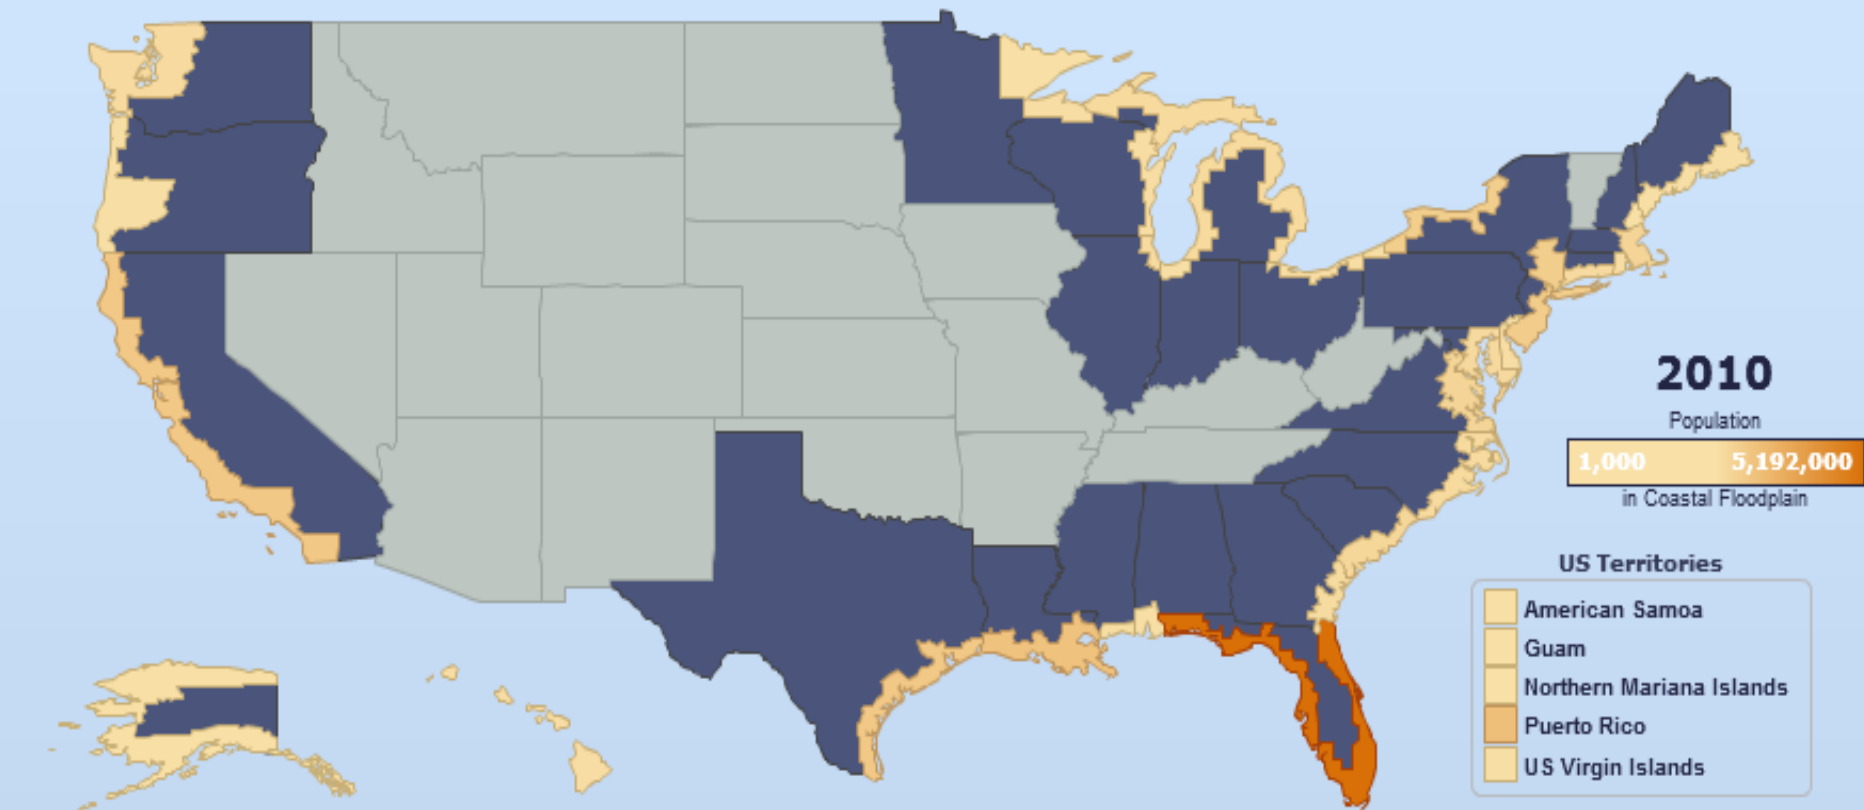 2010
Population
1,000 5,192,000
in Coastal Floodplain
US Territories
American Samoa
Guam
Northern Mariana Islands
Puerto Rico
US Virgin Islands